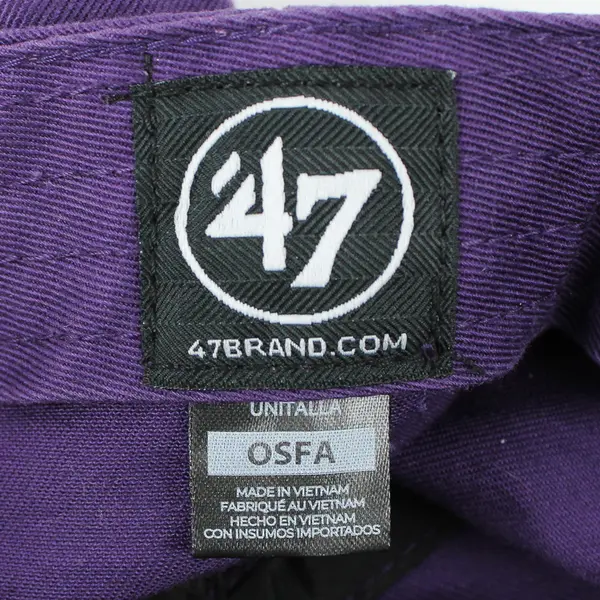 '47
47BRAND.COM
UNITALLA
OSFA
MADE IN VIETNAM
FABRIQUÉ AU VIETNAM
HECHO EN VIETNAM
CON INSUMOS IMPORTADOS